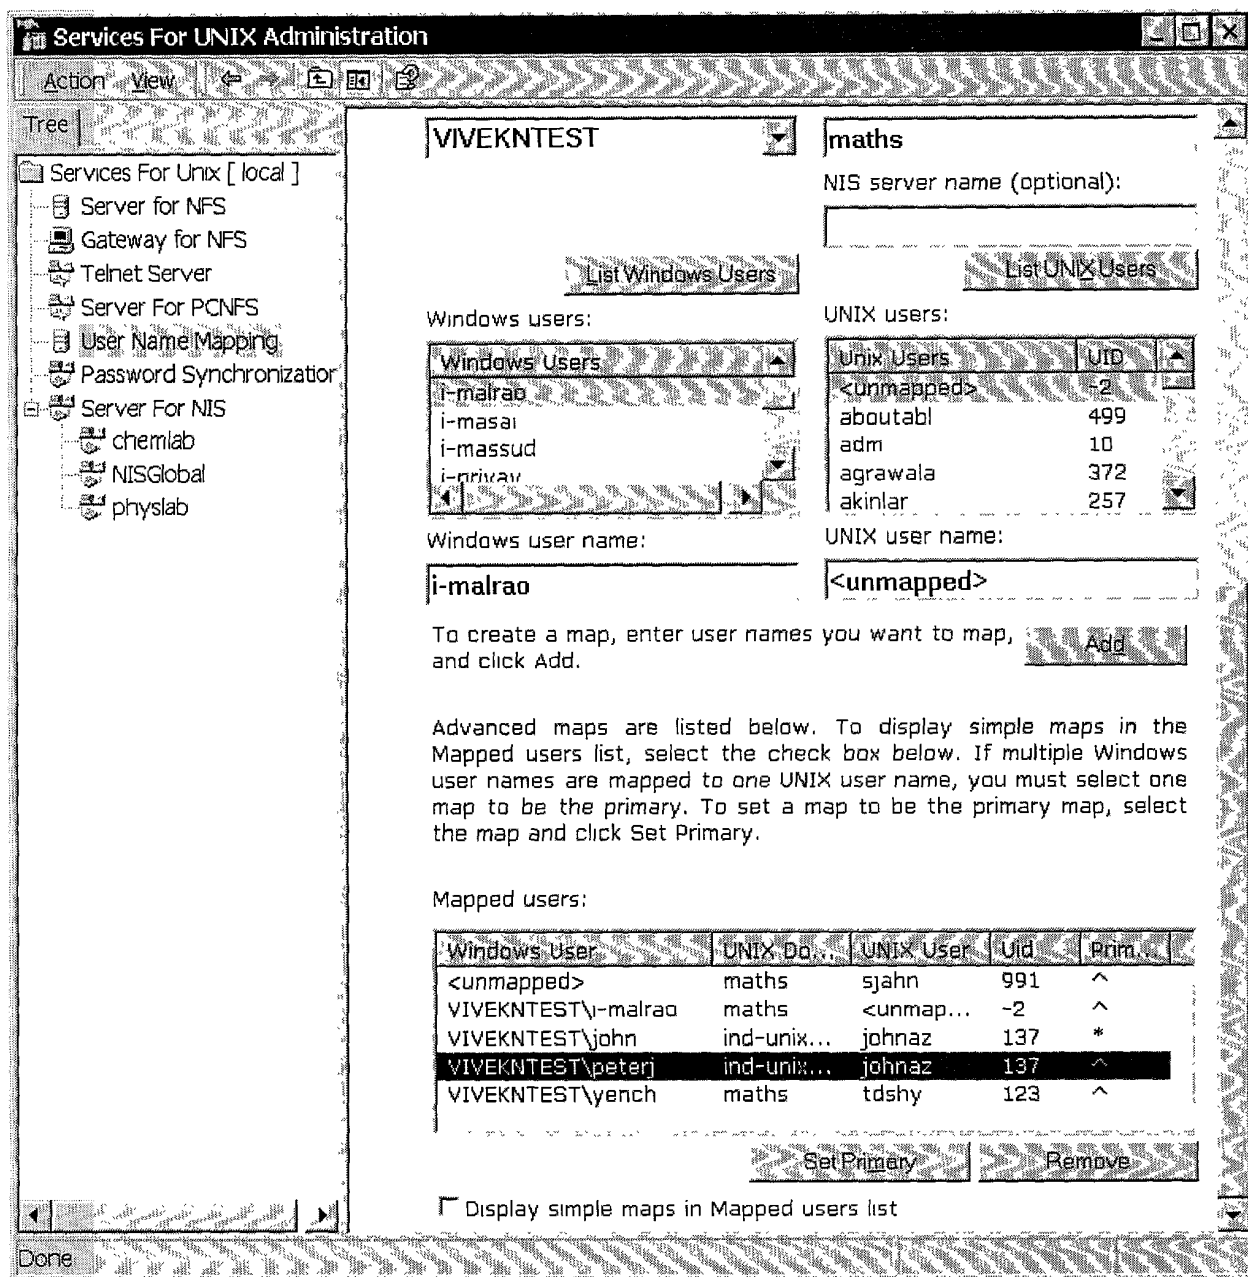 Services For UNIX Administration
Action View
Tree
Services For Unix [ local ]
Server for NFS
Gateway for NFS
Telnet Server
Server For PCNFS
User Name Mapping
Password Synchronization
Server For NIS
chemlab
NISGlobal
physlab
VIVEKNTEST
maths
NIS server name (optional):
List Windows Users
List UNIX Users
Windows users:
UNIX users:
Windows Users
i-malrao
i-masai
i-massud
i-privay
Unix Users UID
<unmapped> -2
aboutabl 499
adm 10
agrawala 372
akinlar 257
Windows user name:
UNIX user name:
i-malrao
<unmapped>
To create a map, enter user names you want to map,
and click Add.
Add
Advanced maps are listed below. To display simple maps in the
Mapped users list, select the check box below. If multiple Windows
user names are mapped to one UNIX user name, you must select one
map to be the primary. To set a map to be the primary map, select
the map and click Set Primary.
Mapped users:
Windows User UNIX Do... UNIX User Uid Prim...
<unmapped> maths sjahn 991 ^
VIVEKNTEST\i-malrao maths <unmap... -2 ^
VIVEKNTEST\john ind-unix... johnaz 137 *
VIVEKNTEST\peterj ind-unix... johnaz 137 ^
VIVEKNTEST\yench maths tdshy 123 ^
Set Primary Remove
Display simple maps in Mapped users list
Done